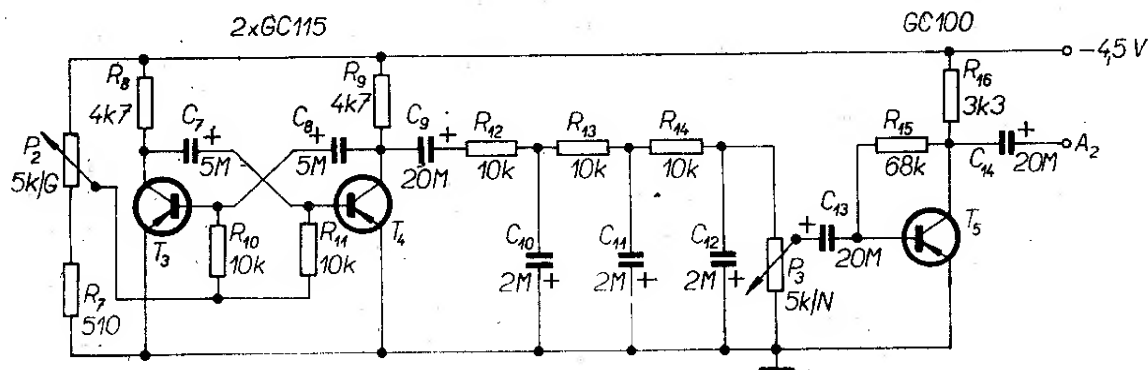 2xGC115
GC100
-4,5 V
R8
4k7
R9
4k7
R16
3k3
C7
+
5M
C8
+
5M
C9
+
20M
R12
10k
R13
10k
R14
10k
R15
68k
C14
+
20M
A2
P2
5k/G
T3
R10
10k
R11
10k
T4
C10
2M +
C11
2M +
C12
2M +
P3
5k/N
+
C13
20M
T5
R7
510